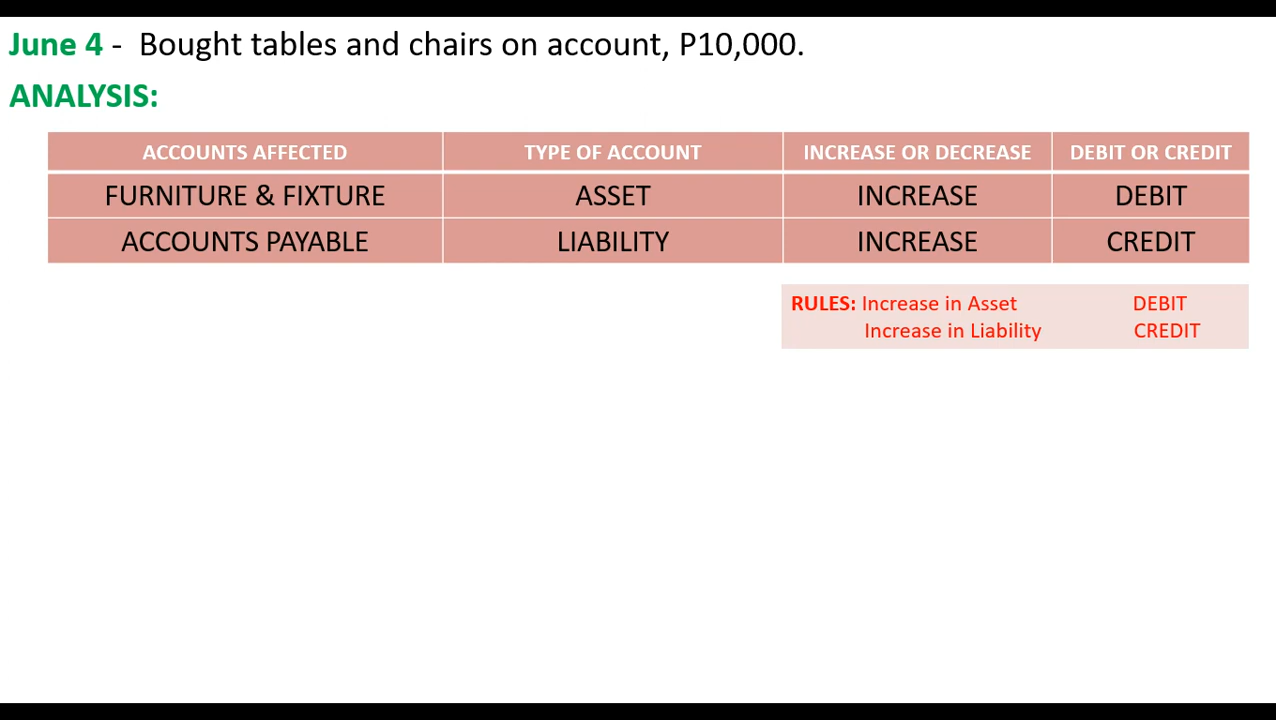 June 4 - Bought tables and chairs on account, P10,000.
ANALYSIS:
ACCOUNTS AFFECTED TYPE OF ACCOUNT INCREASE OR DECREASE DEBIT OR CREDIT
FURNITURE & FIXTURE ASSET INCREASE DEBIT
ACCOUNTS PAYABLE LIABILITY INCREASE CREDIT
RULES: Increase in Asset DEBIT
Increase in Liability CREDIT